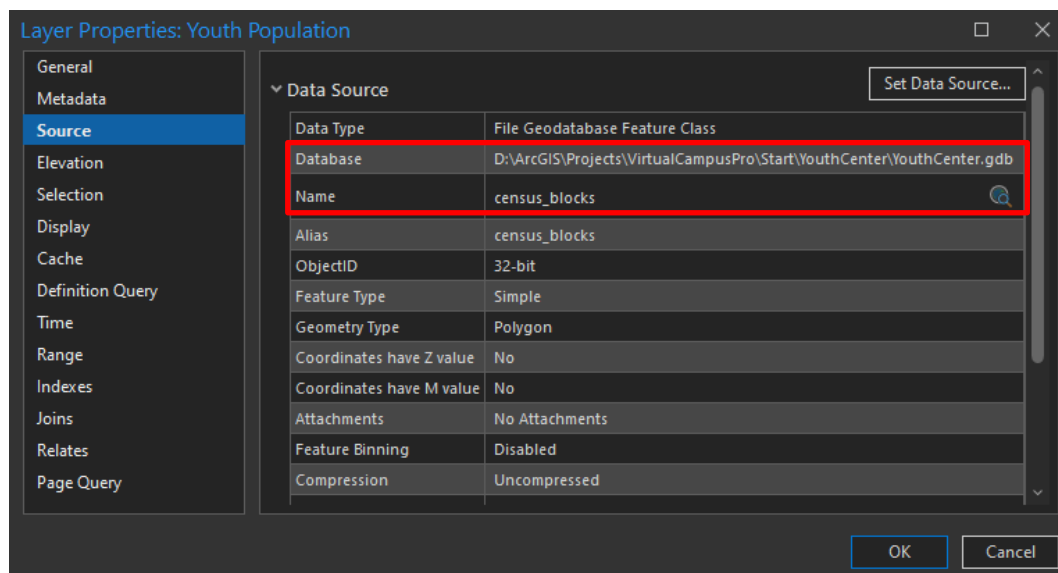 Layer Properties: Youth Population
General
Metadata
Source
Elevation
Selection
Display
Cache
Definition Query
Time
Range
Indexes
Joins
Relates
Page Query
Data Source
Set Data Source...
Data Type File Geodatabase Feature Class
Database D:\ArcGIS\Projects\VirtualCampusPro\Start\YouthCenter\YouthCenter.gdb
Name census_blocks
Alias census_blocks
ObjectID 32-bit
Feature Type Simple
Geometry Type Polygon
Coordinates have Z value No
Coordinates have M value No
Attachments No Attachments
Feature Binning Disabled
Compression Uncompressed
OK Cancel